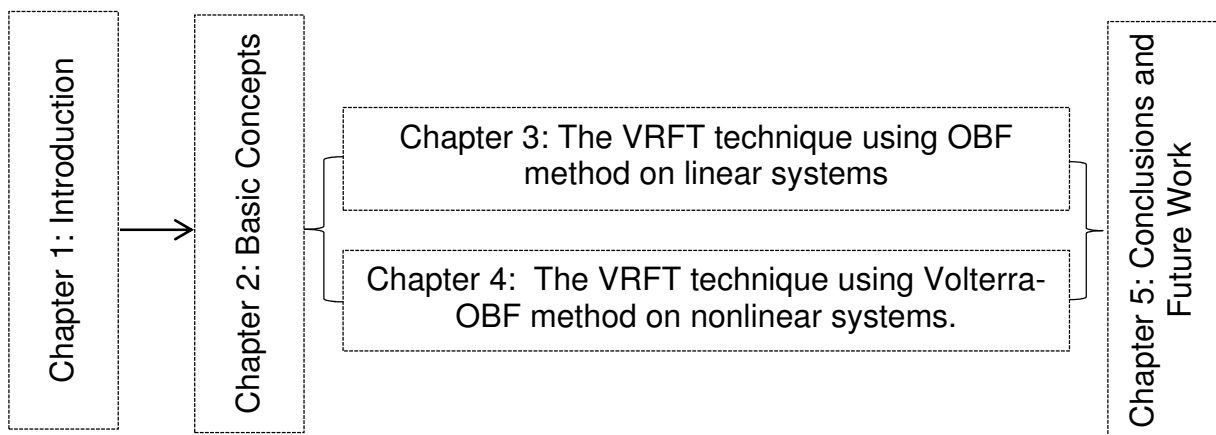 Chapter 1: Introduction
Chapter 2: Basic Concepts
Chapter 3: The VRFT technique using OBF
method on linear systems
Chapter 4:  The VRFT technique using Volterra-
OBF method on nonlinear systems.
Chapter 5: Conclusions and
Future Work